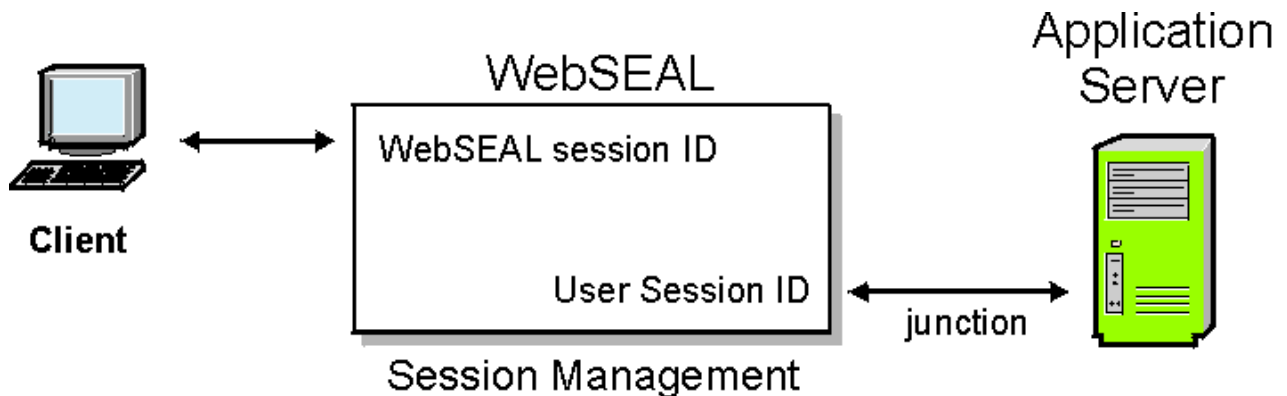 Application
Server
WebSEAL
WebSEAL session ID
Client
User Session ID
junction
Session Management